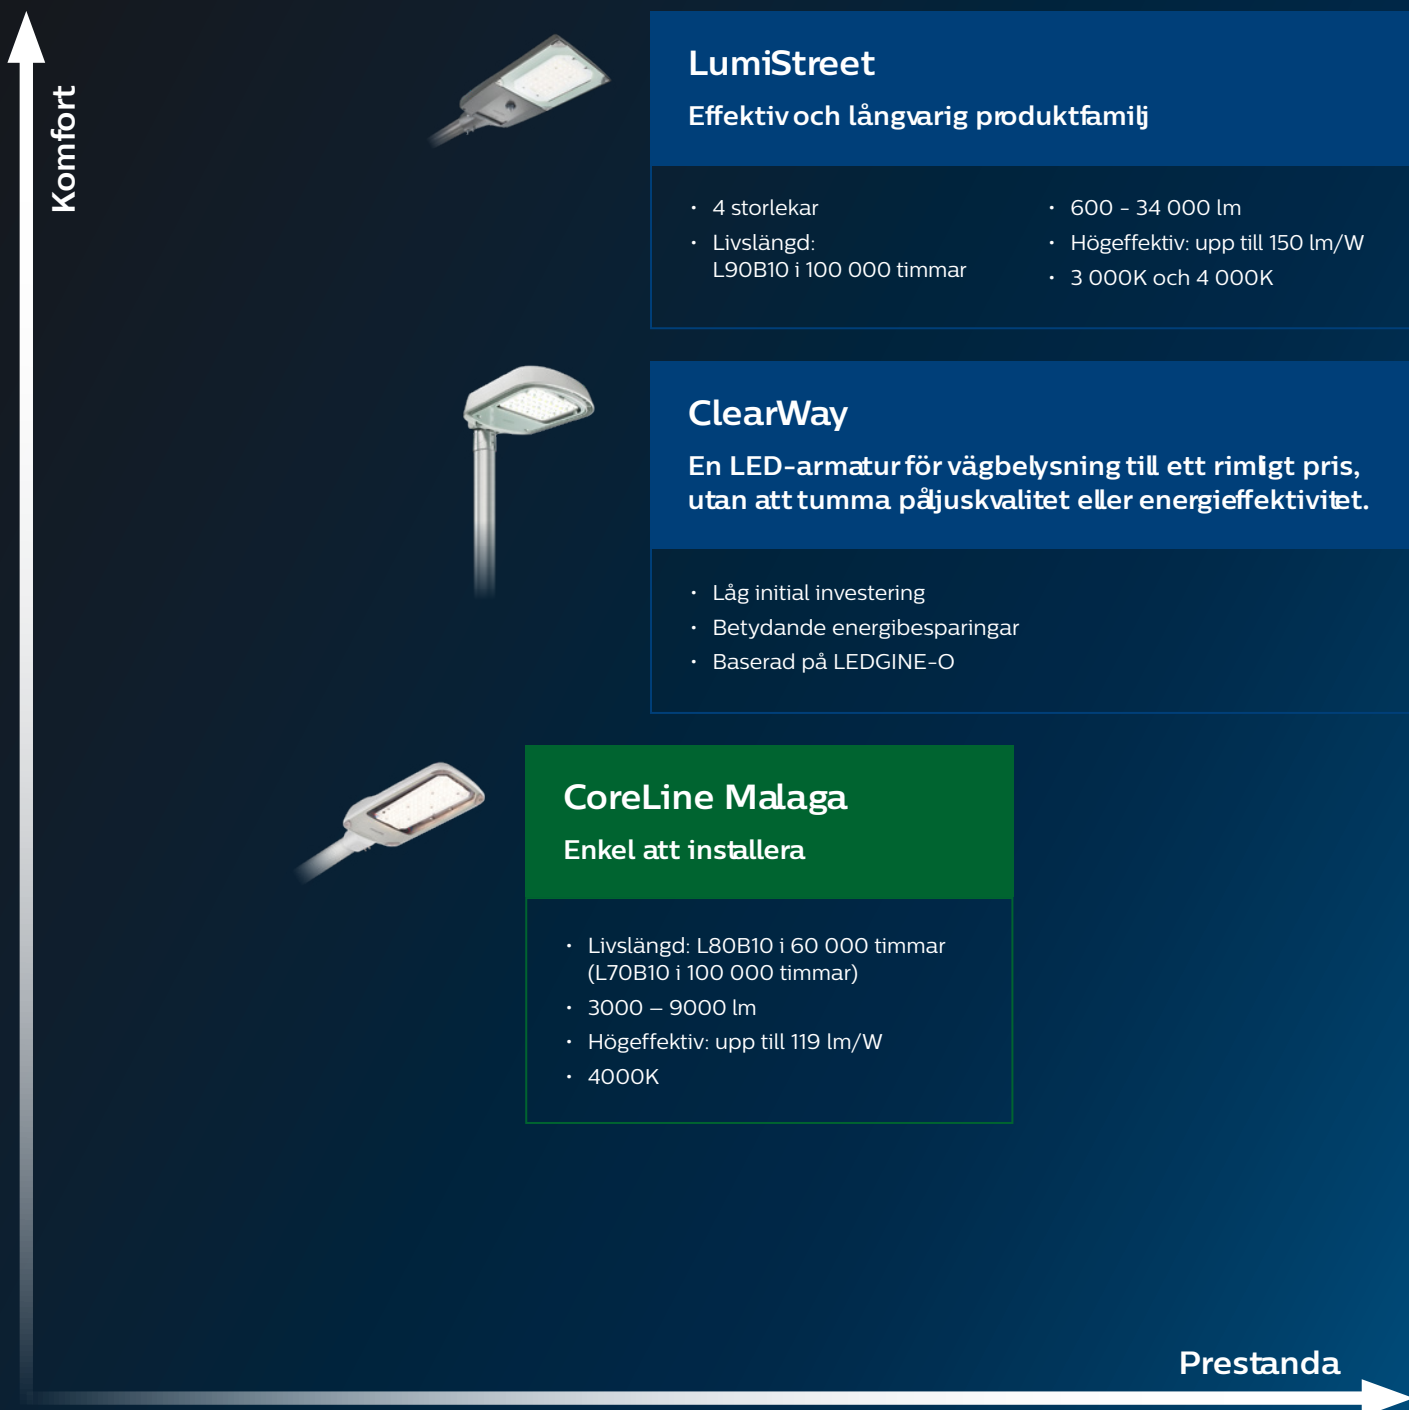 Komfort
LumiStreet
Effektiv och långvarig produktfamilj
• 4 storlekar
• Livslängd:
L90B10 i 100 000 timmar
• 600 - 34 000 lm
• Högeffektiv: upp till 150 lm/W
• 3 000K och 4 000K
ClearWay
En LED-armatur för vägbelysning till ett rimligt pris,
utan att tumma på ljuskvalitet eller energieffektivitet.
• Låg initial investering
• Betydande energibesparingar
• Baserad på LEDGINE-O
CoreLine Malaga
Enkel att installera
• Livslängd: L80B10 i 60 000 timmar
(L70B10 i 100 000 timmar)
• 3000 – 9000 lm
• Högeffektiv: upp till 119 lm/W
• 4000K
Prestanda